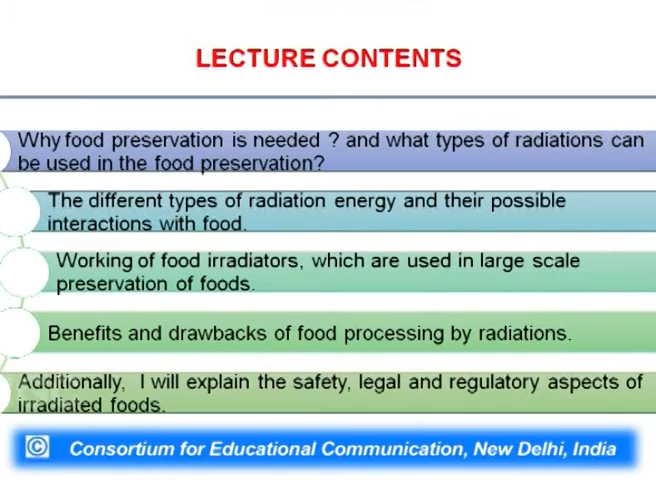 LECTURE CONTENTS
Why food preservation is needed ? and what types of radiations can
be used in the food preservation?
The different types of radiation energy and their possible
interactions with food.
Working of food irradiators, which are used in large scale
preservation of foods.
Benefits and drawbacks of food processing by radiations.
Additionally, I will explain the safety, legal and regulatory aspects of
irradiated foods.
© Consortium for Educational Communication, New Delhi, India